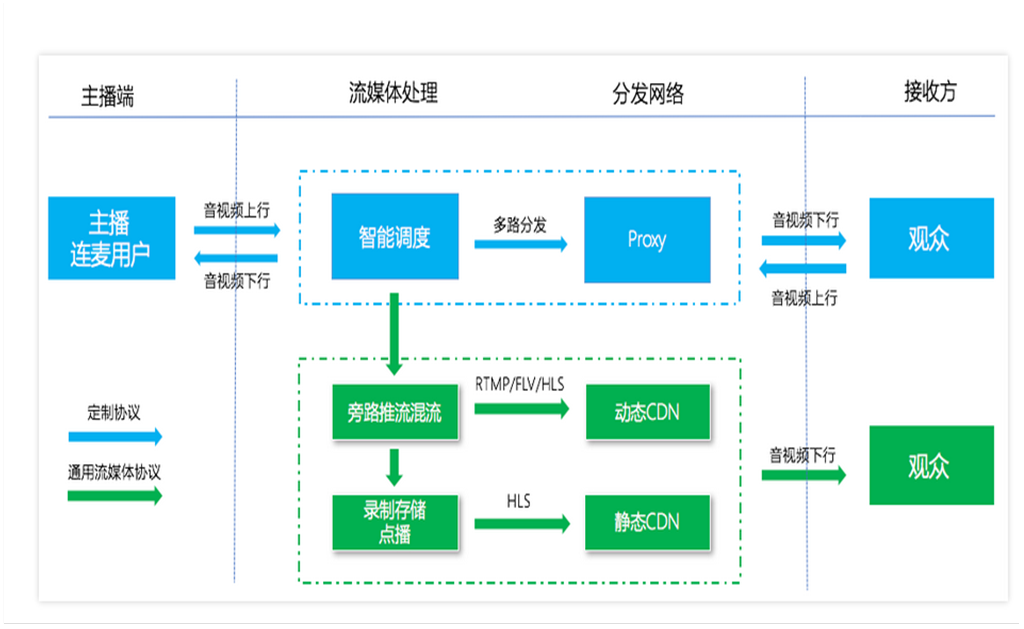 主播端
流媒体处理
分发网络
接收方
主播
连麦用户
音视频上行
音视频下行
智能调度
多路分发
Proxy
音视频下行
音视频上行
观众
定制协议
通用流媒体协议
旁路推流混流
RTMP/FLV/HLS
动态CDN
录制存储
点播
HLS
静态CDN
音视频下行
观众